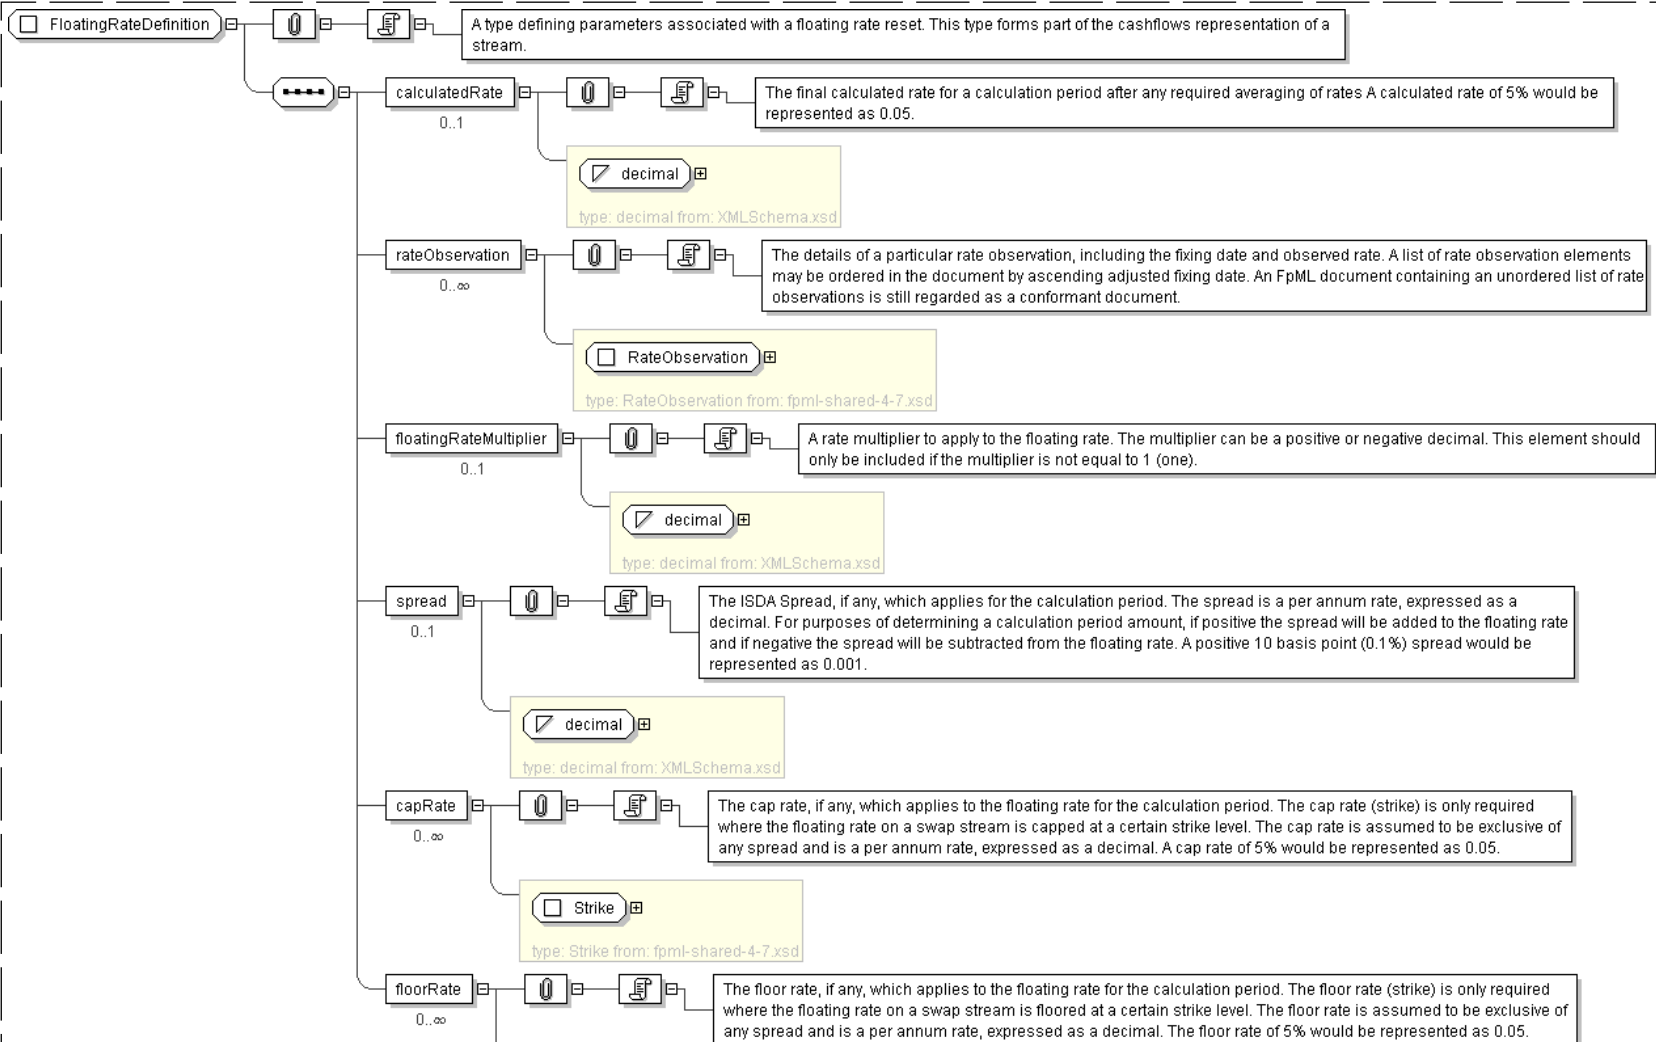 FloatingRateDefinition
A type defining parameters associated with a floating rate reset. This type forms part of the cashflows representation of a
stream.
calculatedRate
0..1
The final calculated rate for a calculation period after any required averaging of rates A calculated rate of 5% would be
represented as 0.05.
decimal
type: decimal from: XMLSchema.xsd
rateObservation
0..∞
The details of a particular rate observation, including the fixing date and observed rate. A list of rate observation elements
may be ordered in the document by ascending adjusted fixing date. An FpML document containing an unordered list of rate
observations is still regarded as a conformant document.
RateObservation
type: RateObservation from: fpml-shared-4-7.xsd
floatingRateMultiplier
0..1
A rate multiplier to apply to the floating rate. The multiplier can be a positive or negative decimal. This element should
only be included if the multiplier is not equal to 1 (one).
decimal
type: decimal from: XMLSchema.xsd
spread
0..1
The ISDA Spread, if any, which applies for the calculation period. The spread is a per annum rate, expressed as a
decimal. For purposes of determining a calculation period amount, if positive the spread will be added to the floating rate
and if negative the spread will be subtracted from the floating rate. A positive 10 basis point (0.1%) spread would be
represented as 0.001.
decimal
type: decimal from: XMLSchema.xsd
capRate
0..∞
The cap rate, if any, which applies to the floating rate for the calculation period. The cap rate (strike) is only required
where the floating rate on a swap stream is capped at a certain strike level. The cap rate is assumed to be exclusive of
any spread and is a per annum rate, expressed as a decimal. A cap rate of 5% would be represented as 0.05.
Strike
type: Strike from: fpml-shared-4-7.xsd
floorRate
0..∞
The floor rate, if any, which applies to the floating rate for the calculation period. The floor rate (strike) is only required
where the floating rate on a swap stream is floored at a certain strike level. The floor rate is assumed to be exclusive of
any spread and is a per annum rate, expressed as a decimal. The floor rate of 5% would be represented as 0.05.